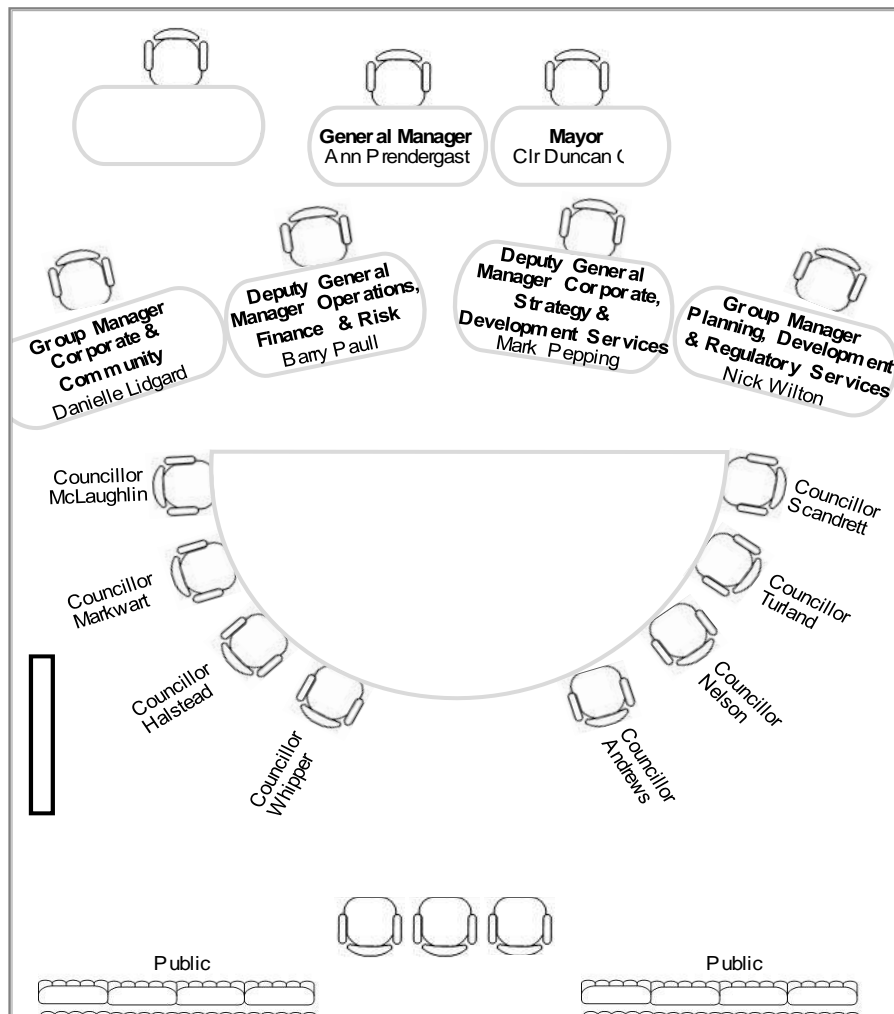 General Manager
Ann Prendergast
Mayor
Clr Duncan
Group Manager
Corporate &
Community
Danielle Lidgard
Deputy General
Manager Operations,
Finance & Risk
Barry Paull
Deputy General
Manager Corporate,
Strategy &
Development Services
Mark Pepping
Group Manager
Planning, Development
& Regulatory Services
Nick Wilton
Councillor
McLaughlin
Councillor
Markwart
Councillor
Halstead
Councillor
Whipper
Councillor
Andrews
Councillor
Nelson
Councillor
Turland
Councillor
Scandrett
Public
Public